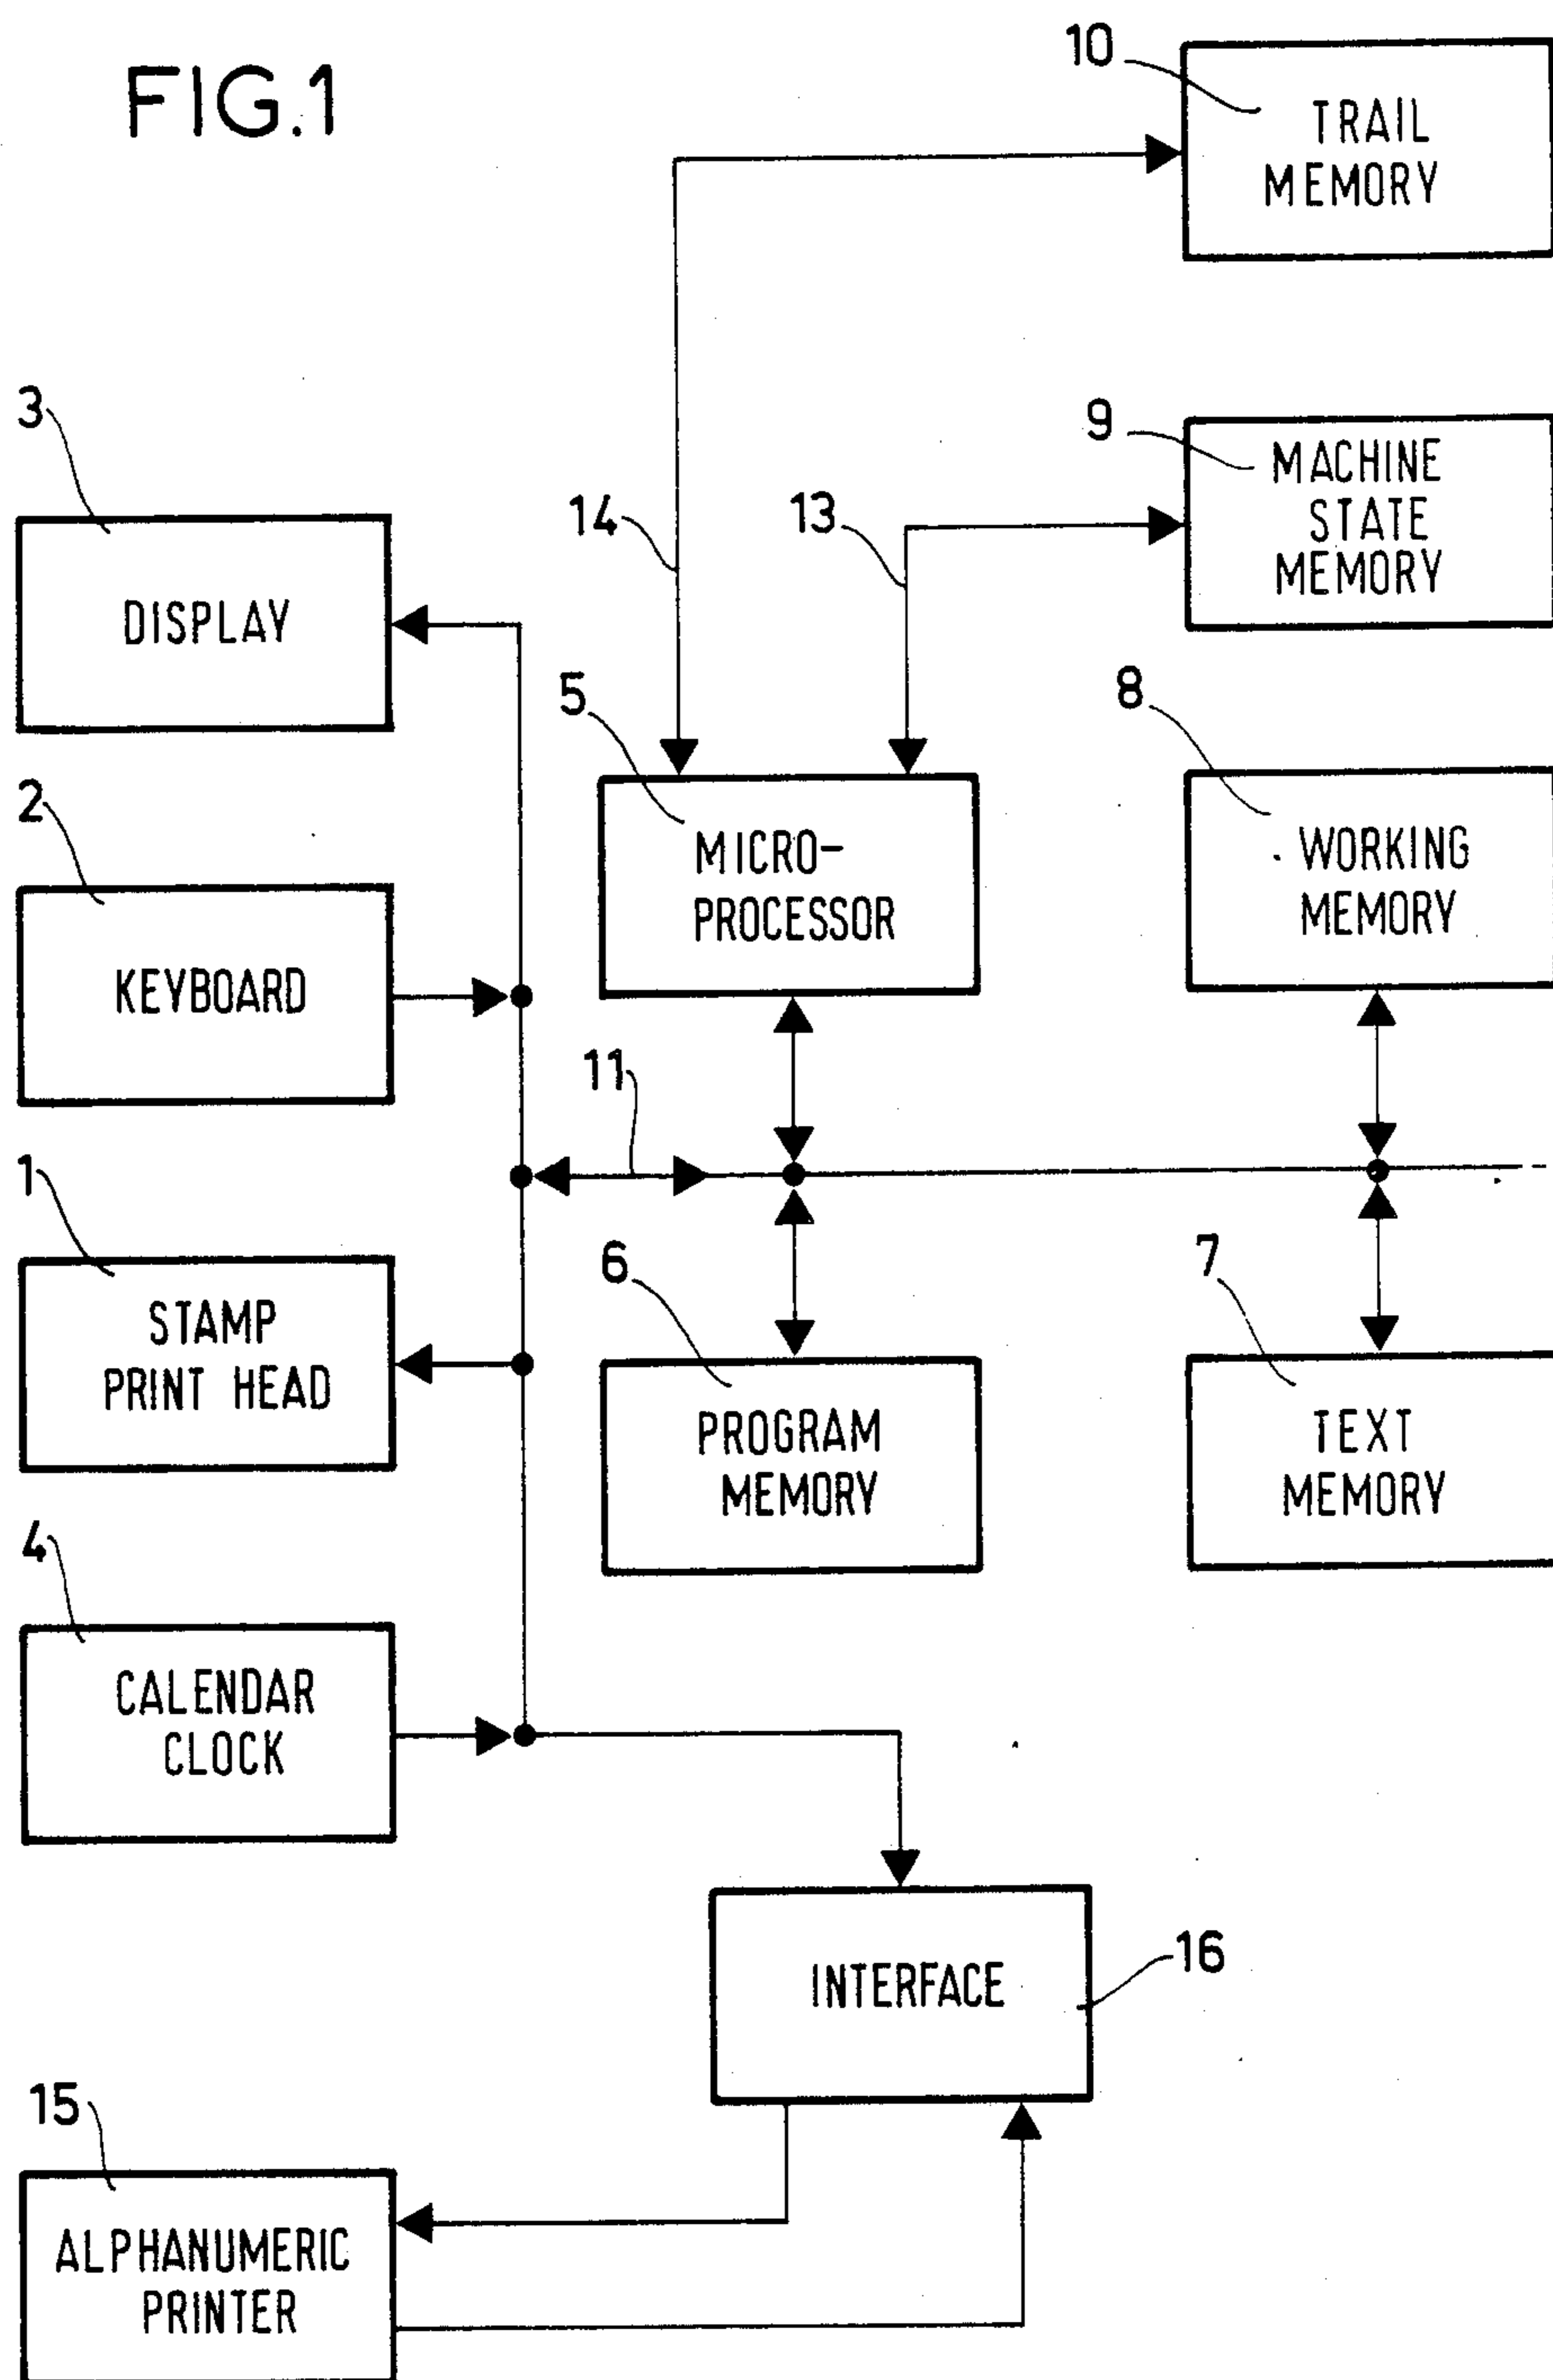 FIG.1
10
TRAIL
MEMORY
3
9
MACHINE
STATE
MEMORY
14
13
DISPLAY
5
8
2
MICRO-
PROCESSOR
WORKING
MEMORY
KEYBOARD
11
1
6
7
STAMP
PRINT HEAD
PROGRAM
MEMORY
TEXT
MEMORY
4
CALENDAR
CLOCK
INTERFACE
16
15
ALPHANUMERIC
PRINTER